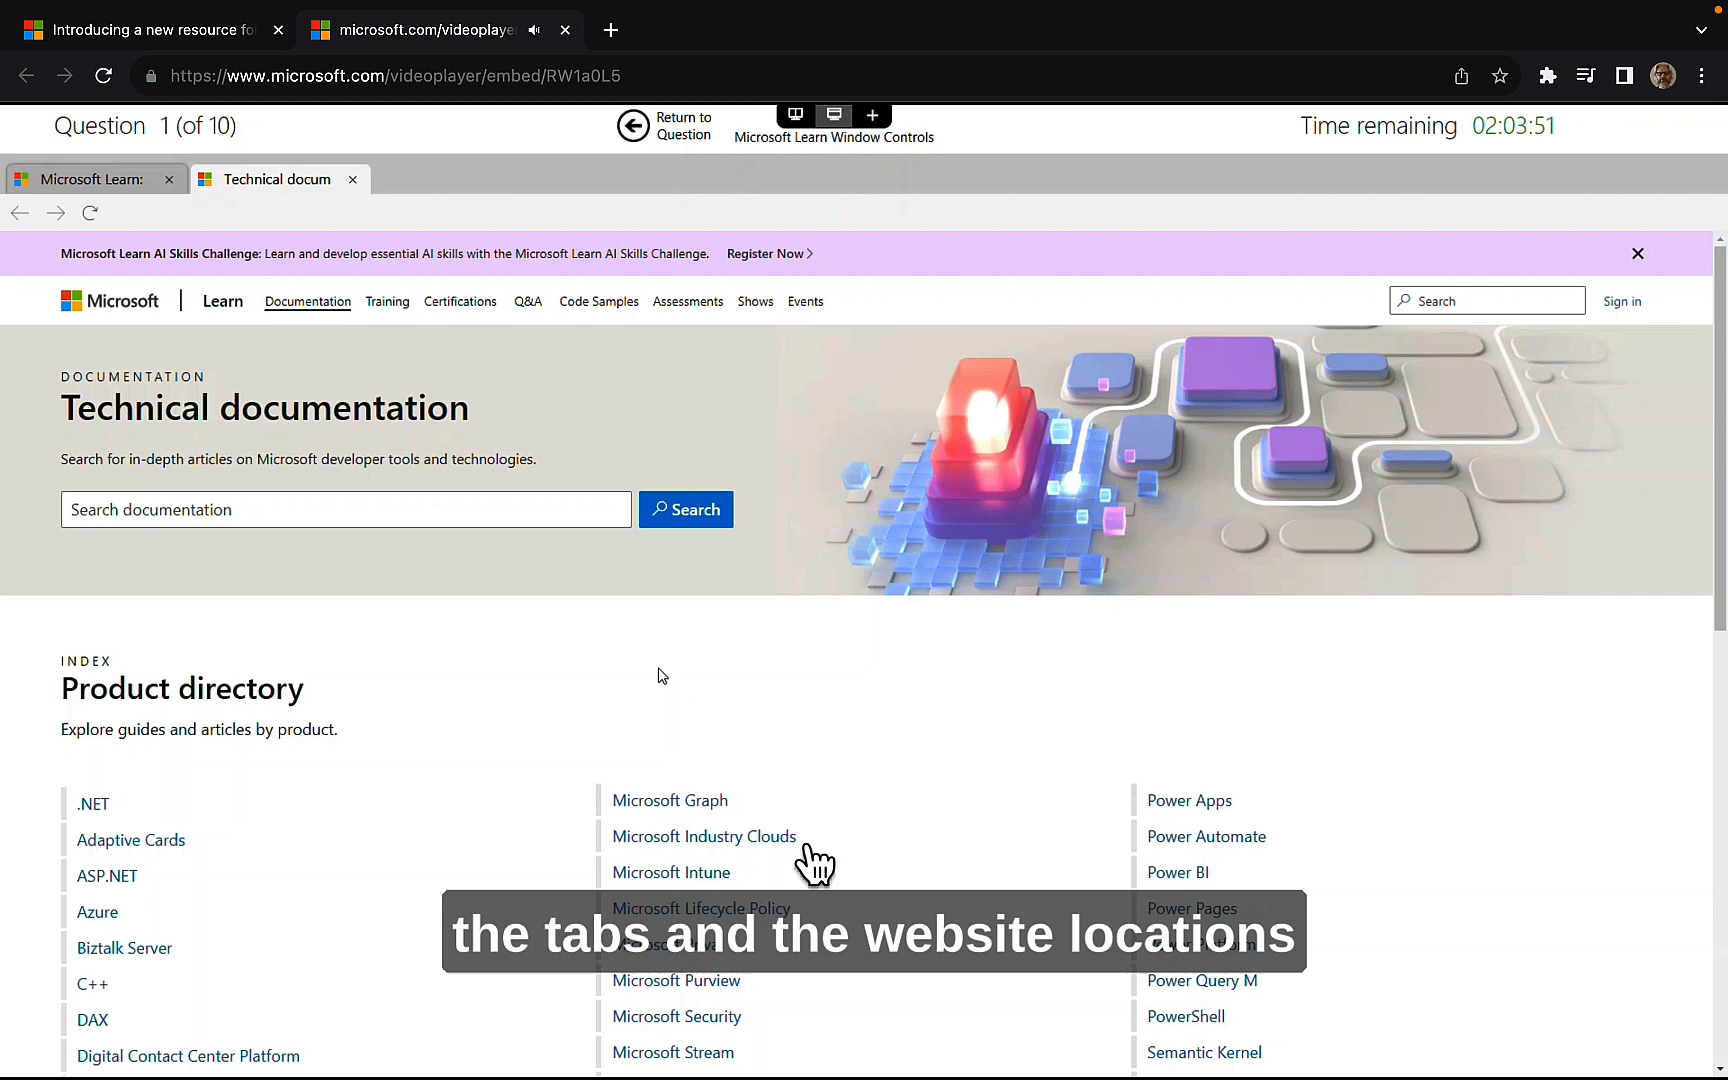 Introducing a new resource fo
microsoft.com/videoplaye
https://www.microsoft.com/videoplayer/embed/RW1a0L5
Question 1 (of 10)
Return to
Question
Microsoft Learn Window Controls
Time remaining 02:03:51
Microsoft Learn:
Technical docum
Microsoft Learn AI Skills Challenge: Learn and develop essential AI skills with the Microsoft Learn AI Skills Challenge. Register Now >
Microsoft | Learn Documentation Training Certifications Q&A Code Samples Assessments Shows Events Search Sign in
DOCUMENTATION
Technical documentation
Search for in-depth articles on Microsoft developer tools and technologies.
Search documentation
Search
INDEX
Product directory
Explore guides and articles by product.
.NET
Adaptive Cards
ASP.NET
Azure
Biztalk Server
C++
DAX
Digital Contact Center Platform
Microsoft Graph
Microsoft Industry Clouds
Microsoft Intune
Microsoft Lifecycle Policy
Microsoft Purview
Microsoft Security
Microsoft Stream
Power Apps
Power Automate
Power BI
Power Pages
Power Query M
PowerShell
Semantic Kernel
the tabs and the website locations